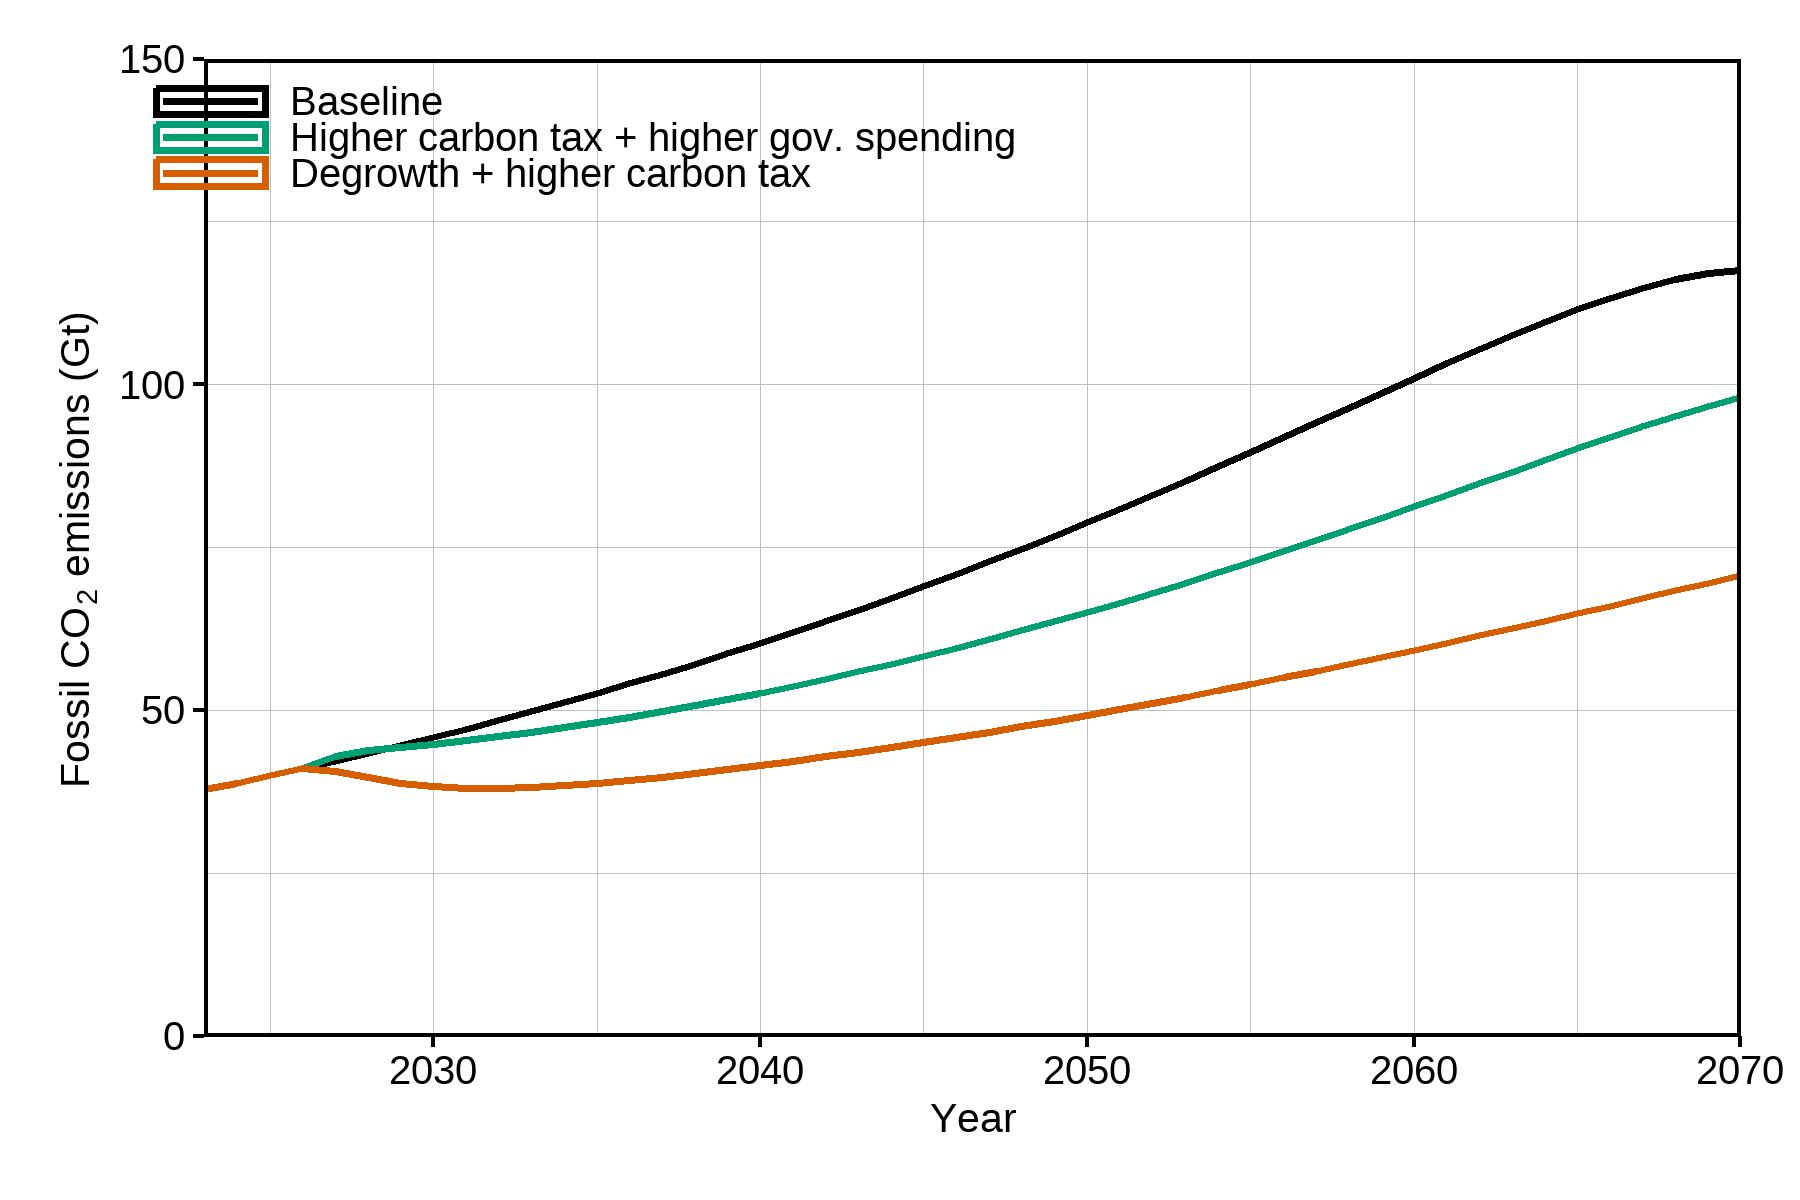 150
Baseline
Higher carbon tax + higher gov. spending
Degrowth + higher carbon tax
Fossil CO₂ emissions (Gt)
100
50
0
2030 2040 2050 2060 2070
Year